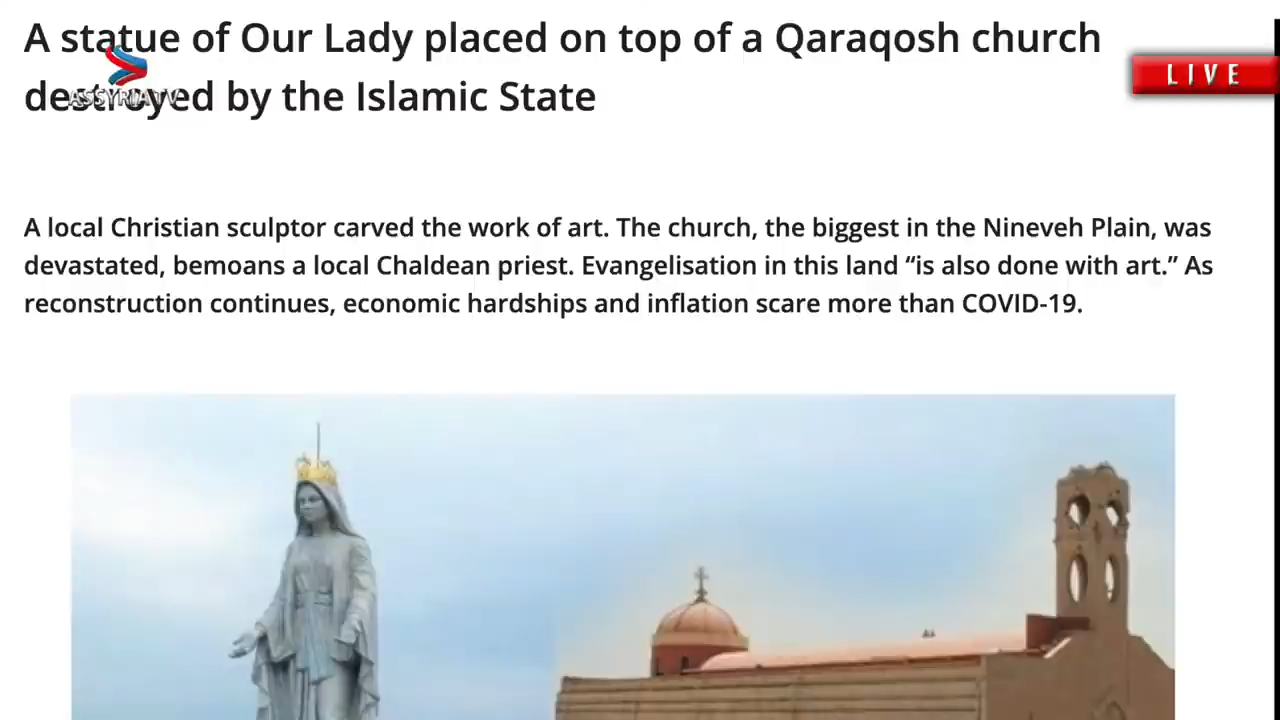 A statue of Our Lady placed on top of a Qaraqosh church
destroyed by the Islamic State
ASSYRIA TV
LIVE
A local Christian sculptor carved the work of art. The church, the biggest in the Nineveh Plain, was
devastated, bemoans a local Chaldean priest. Evangelisation in this land “is also done with art.” As
reconstruction continues, economic hardships and inflation scare more than COVID-19.